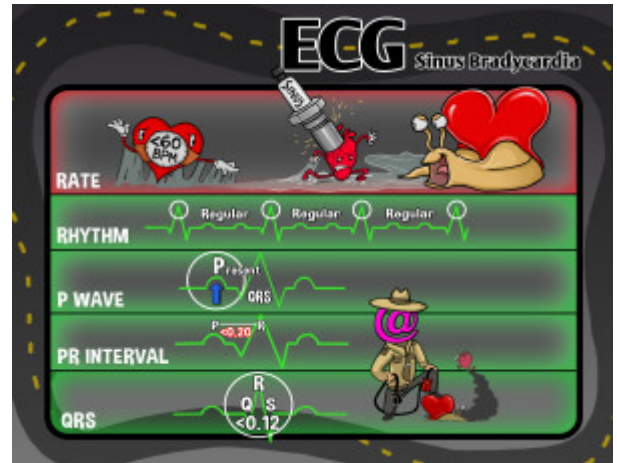 ECG Sinus Bradycardia
SINUS
<60
BPM
RATE
Regular Regular Regular
RHYTHM
Present
QRS
P WAVE
P R
<0.20
PR INTERVAL
R
Q S
<0.12
QRS
@